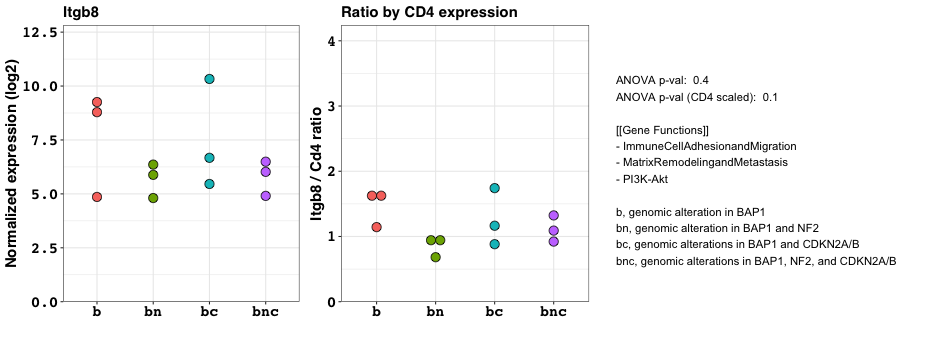 Itgb8
Normalized expression (log2)
12.5
10.0
7.5
5.0
2.5
0.0
b
bn
bc
bnc
Ratio by CD4 expression
Itgb8 / Cd4 ratio
4
3
2
1
0
b
bn
bc
bnc
ANOVA p-val:  0.4
ANOVA p-val (CD4 scaled):  0.1
[[Gene Functions]]
- ImmuneCellAdhesionandMigration
- MatrixRemodelingandMetastasis
- PI3K-Akt
b, genomic alteration in BAP1
bn, genomic alteration in BAP1 and NF2
bc, genomic alterations in BAP1 and CDKN2A/B
bnc, genomic alterations in BAP1, NF2, and CDKN2A/B